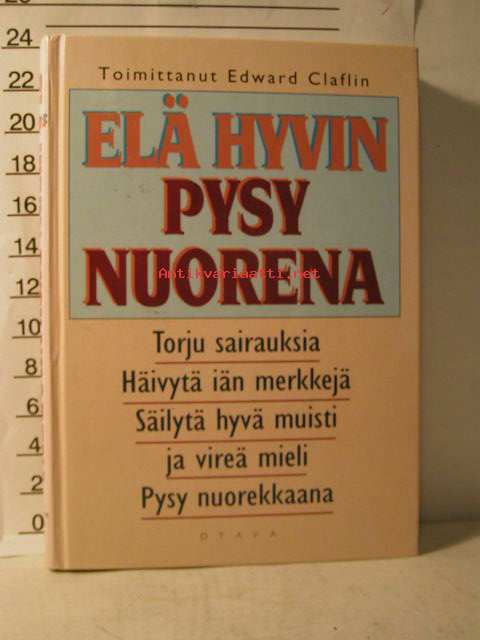 24
22
20
18
16
14
12
10
8
6
4
2
0
Toimittanut Edward Claflin
ELÄ HYVIN
PYSY
NUORENA
Antikvariaatti.net
Torju sairauksia
Häivytä iän merkkejä
Säilytä hyvä muisti
ja vireä mieli
Pysy nuorekkaana
OTAVA